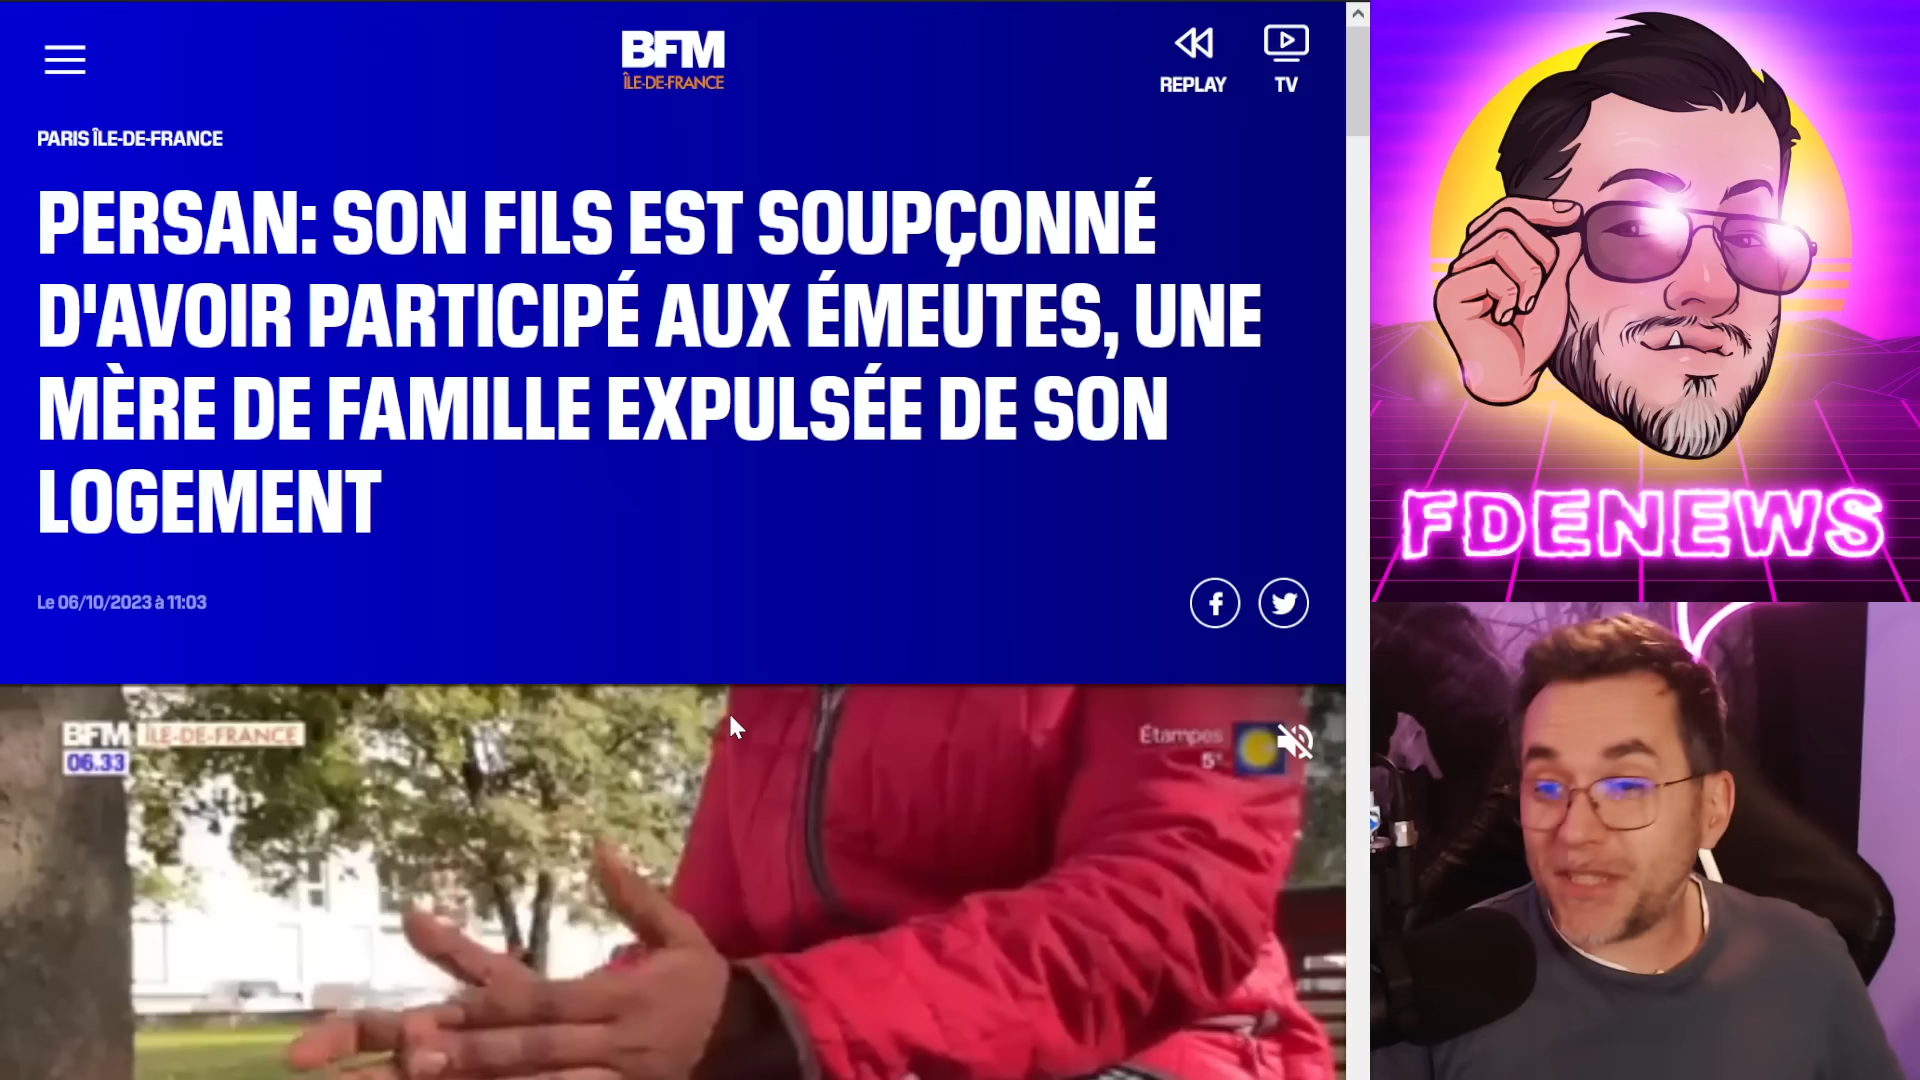 BFM
ÎLE-DE-FRANCE
REPLAY
TV
PARIS ÎLE-DE-FRANCE
PERSAN: SON FILS EST SOUPÇONNÉ
D'AVOIR PARTICIPÉ AUX ÉMEUTES, UNE
MÈRE DE FAMILLE EXPULSÉE DE SON
LOGEMENT
Le 06/10/2023 à 11:03
BFM ÎLE-DE-FRANCE
06.33
Étampes
5°
FDENEWS